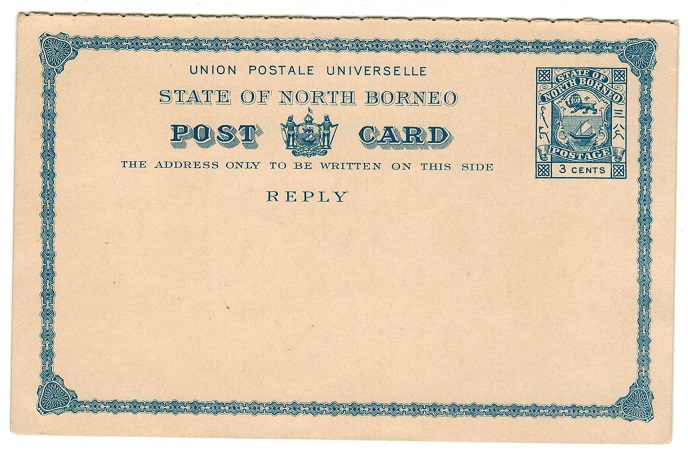 UNION POSTALE UNIVERSELLE
STATE OF NORTH BORNEO
POST CARD
THE ADDRESS ONLY TO BE WRITTEN ON THIS SIDE
REPLY
STATE OF
NORTH BORNEO
POSTAGE
3 CENTS